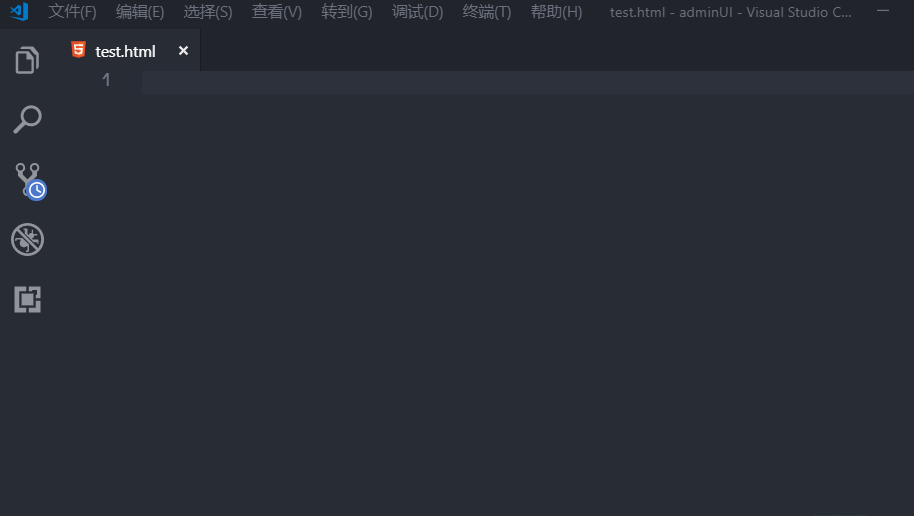 文件(F) 编辑(E) 选择(S) 查看(V) 转到(G) 调试(D) 终端(T) 帮助(H) test.html - adminUI - Visual Studio C...
test.html
1